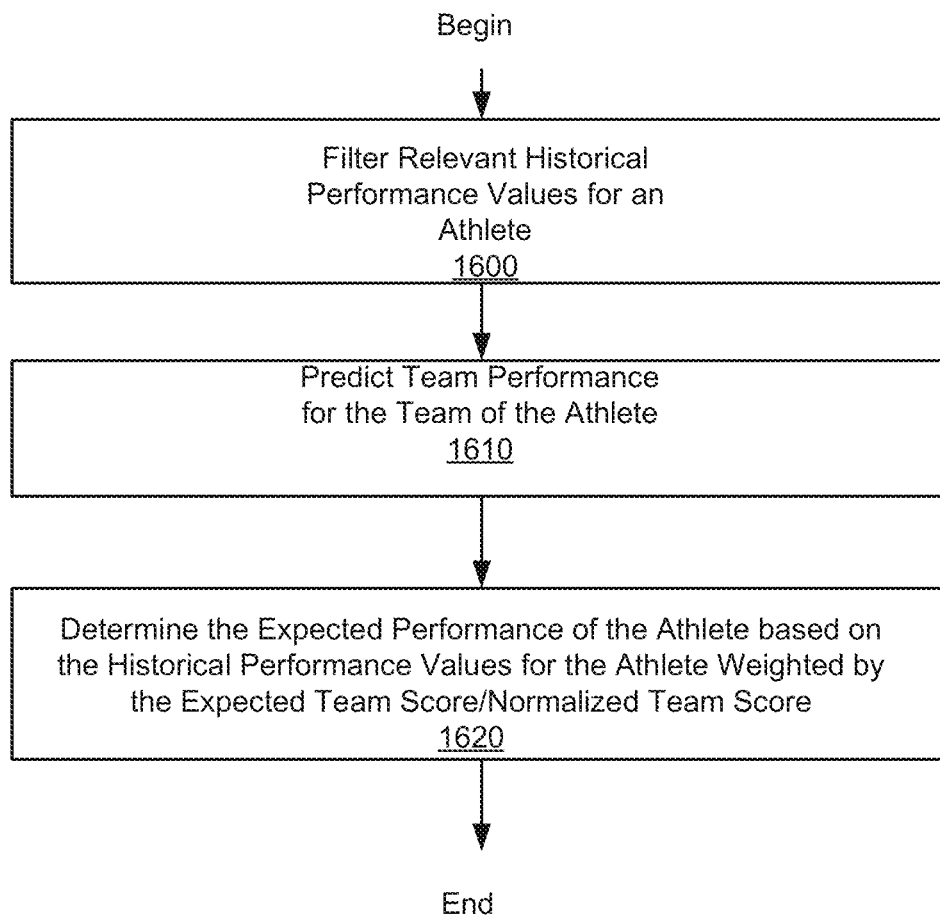 Begin
Filter Relevant Historical
Performance Values for an
Athlete
1600
Predict Team Performance
for the Team of the Athlete
1610
Determine the Expected Performance of the Athlete based on
the Historical Performance Values for the Athlete Weighted by
the Expected Team Score/Normalized Team Score
1620
End